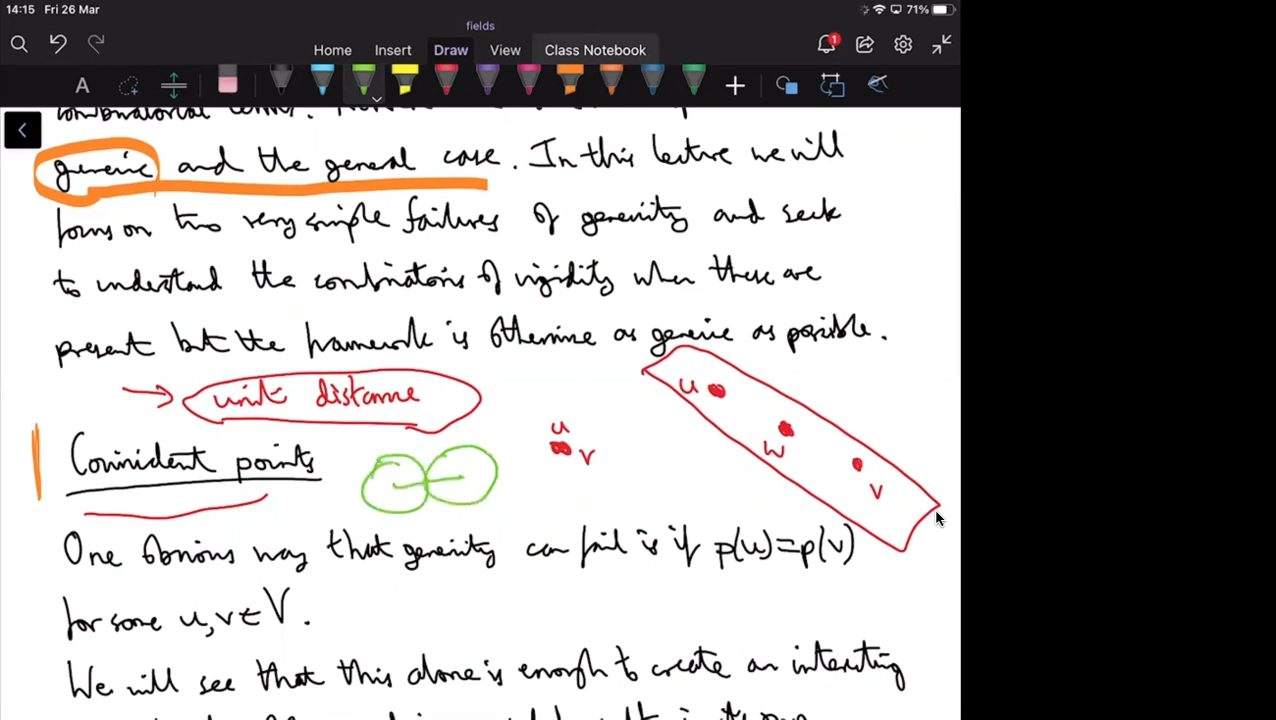 14:15 Fri 26 Mar
71%
fields
Home Insert Draw View Class Notebook
1
A
generic and the general case. In this lecture we will
focus on two very simple failures of genericity and seek
to understand the combinatorics of rigidity when these are
present but the framework is otherwise as generic as possible.
→ unit distance
u
v
u
w
v
Coincident points
One obvious way that genericity can fail is if p(u)=p(v)
for some u,v∈V.
We will see that this alone is enough to create an interesting